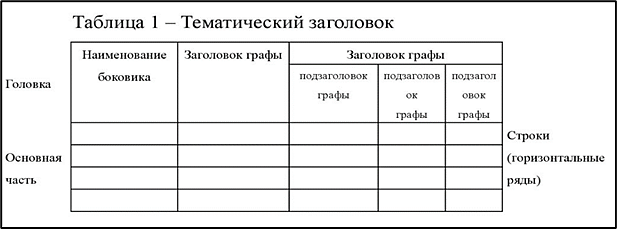 Таблица 1 – Тематический заголовок
Наименование
боковика
Заголовок графы
Заголовок графы
Головка
подзаголовок
графы
подзаголов
ок
графы
подзагол
овок
графы
Основная
часть
Строки
(горизонтальные
ряды)